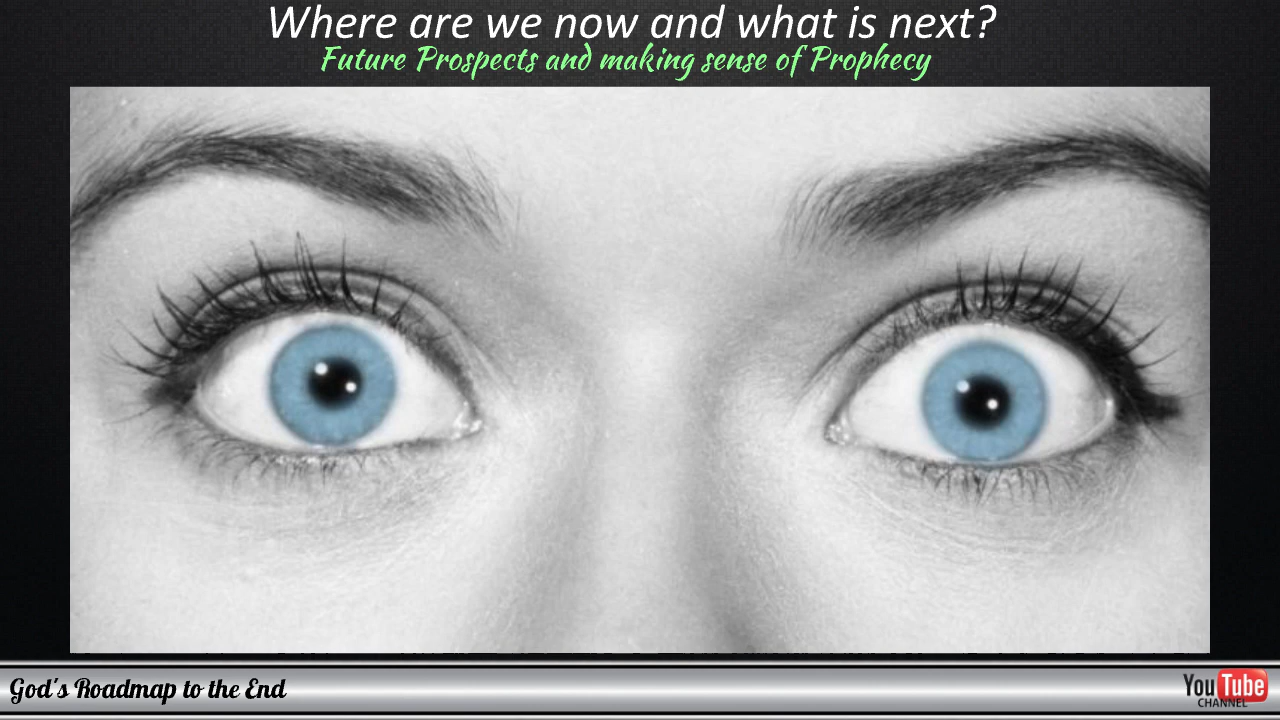 Where are we now and what is next?
Future Prospects and making sense of Prophecy
God's Roadmap to the End
YouTube
CHANNEL